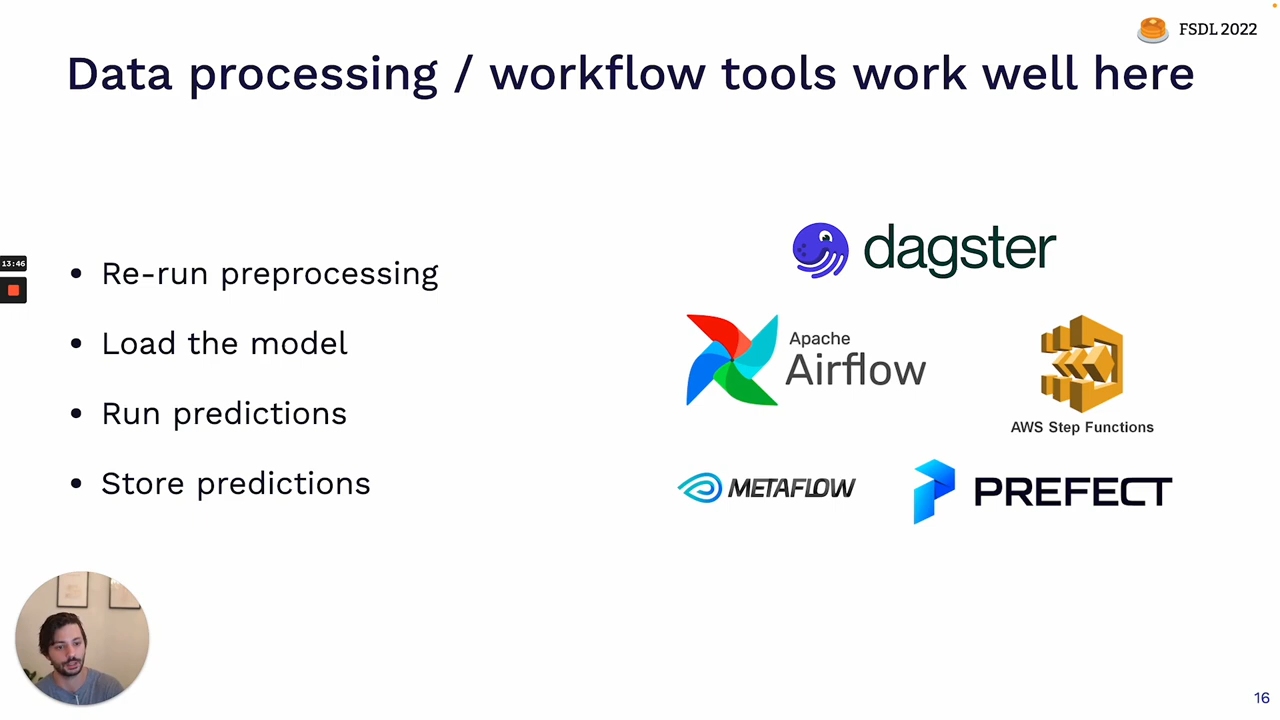 FSDL 2022
Data processing / workflow tools work well here
13:46
• Re-run preprocessing
• Load the model
• Run predictions
• Store predictions
dagster
Apache
Airflow
AWS Step Functions
METAFLOW
PREFECT
16